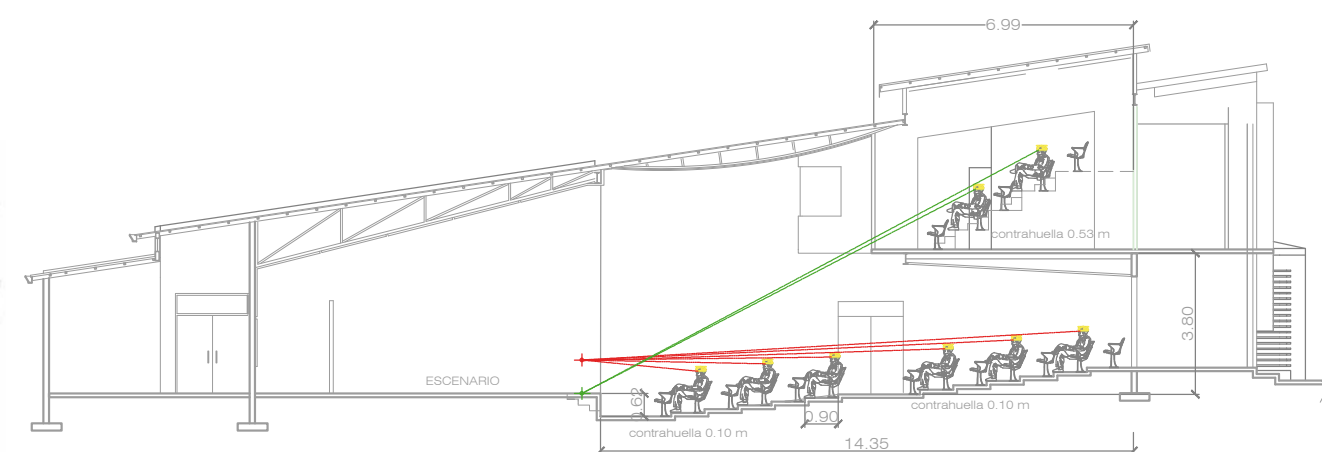 6.99
contrahuella 0.53 m
3.80
ESCENARIO
0.62
0.90
contrahuella 0.10 m
contrahuella 0.10 m
14.35